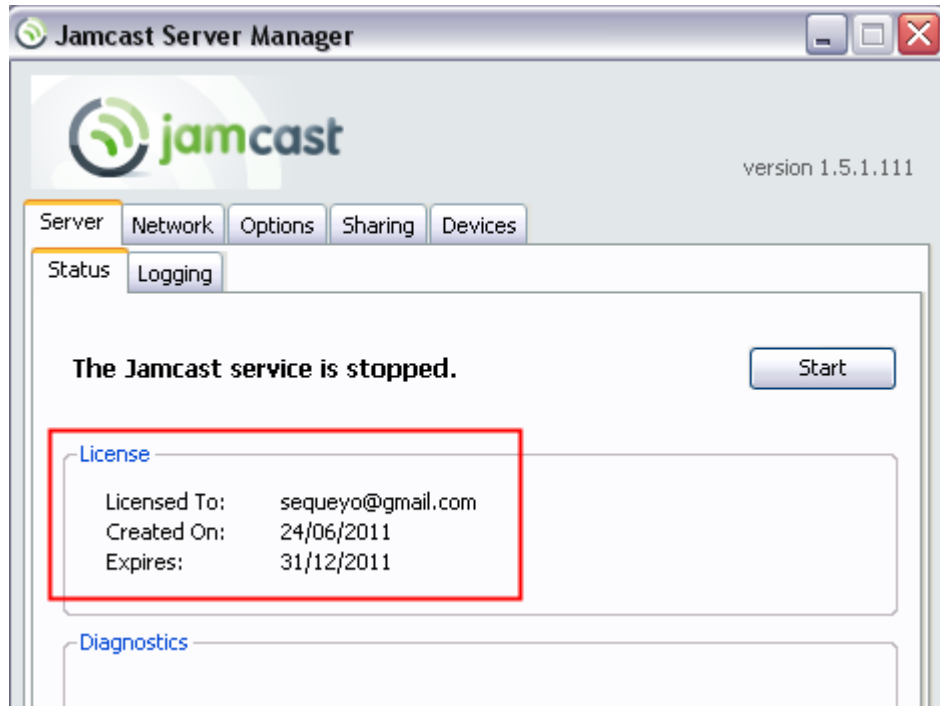 Jamcast Server Manager
jamcast
version 1.5.1.111
Server Network Options Sharing Devices
Status Logging
The Jamcast service is stopped. Start
License
Licensed To: sequeyo@gmail.com
Created On: 24/06/2011
Expires: 31/12/2011
Diagnostics